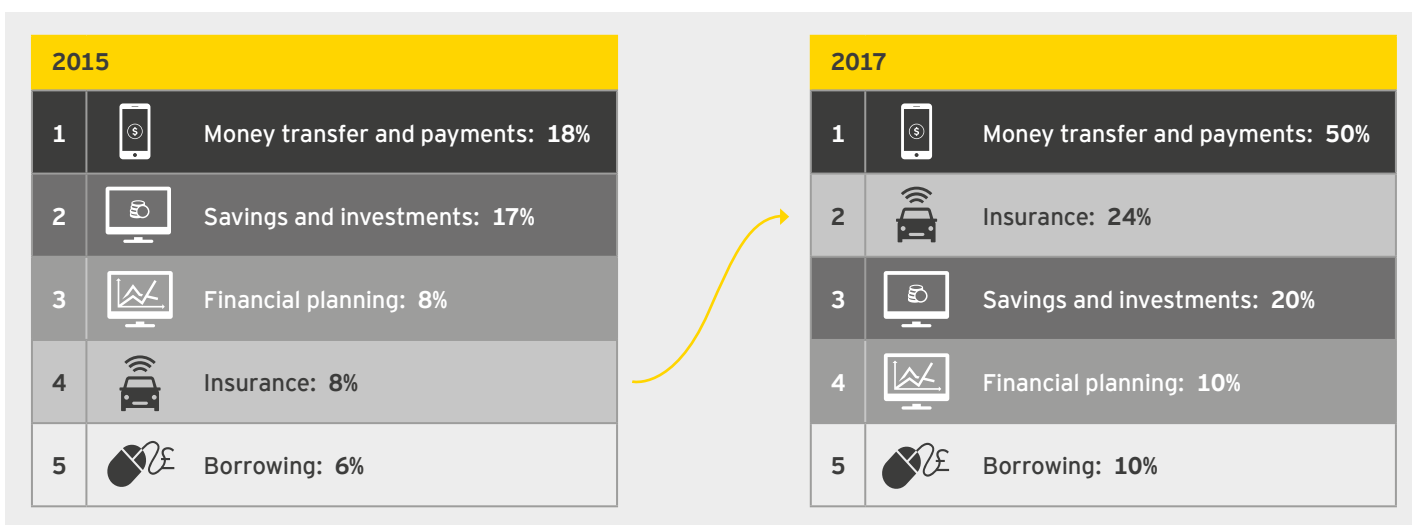 2015
1 Money transfer and payments: 18%
2 Savings and investments: 17%
3 Financial planning: 8%
4 Insurance: 8%
5 £ Borrowing: 6%
2017
1 Money transfer and payments: 50%
2 Insurance: 24%
3 Savings and investments: 20%
4 Financial planning: 10%
5 £ Borrowing: 10%